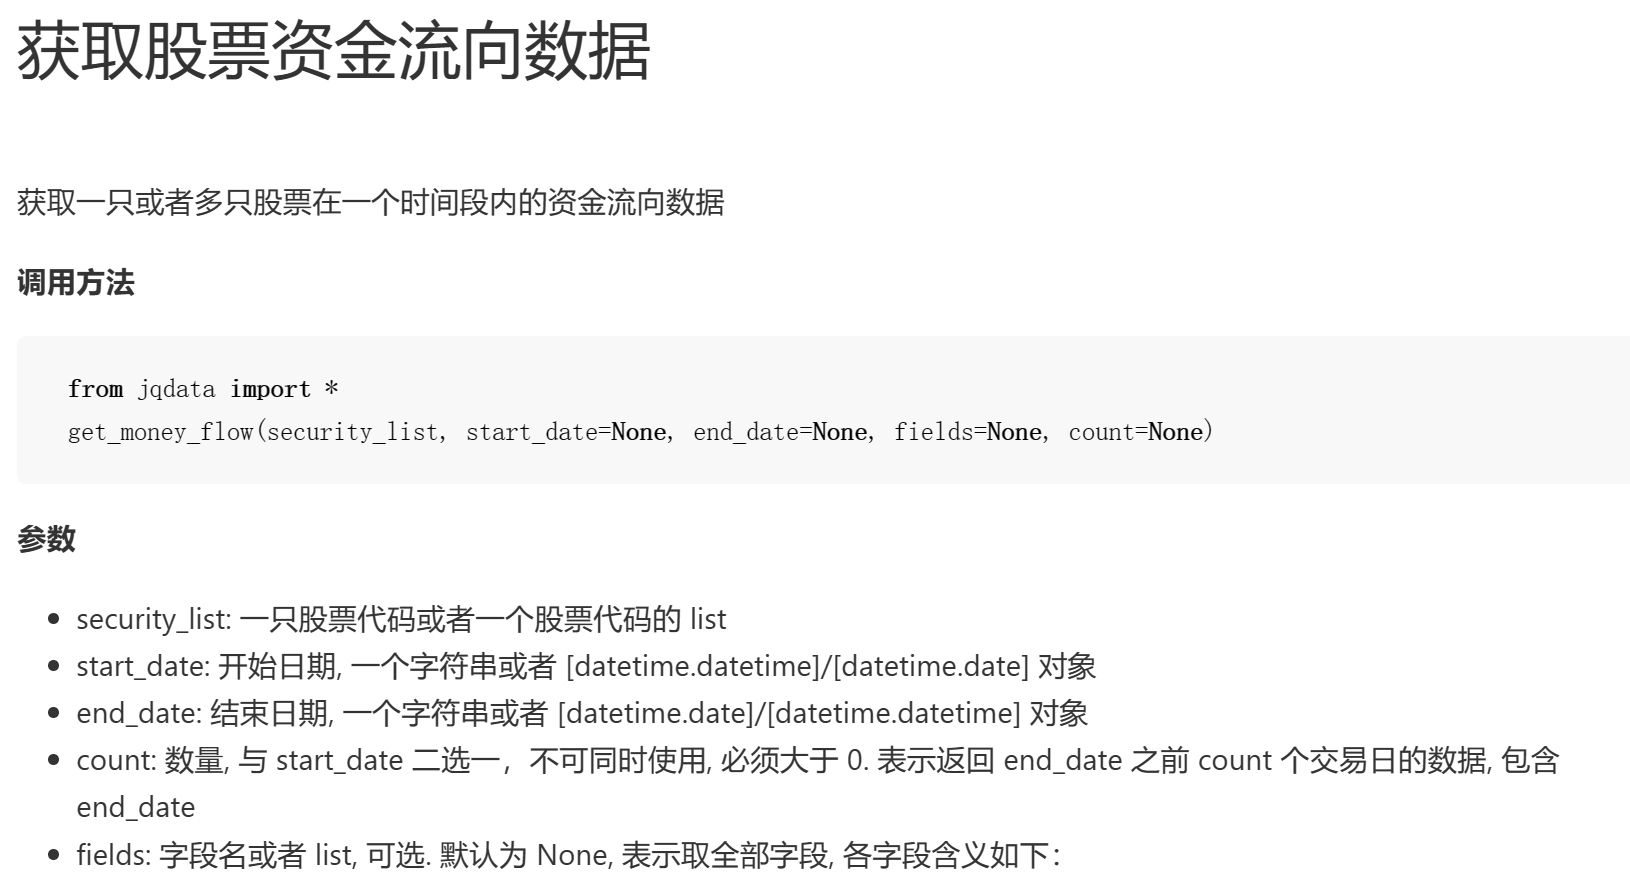 获取股票资金流向数据
获取一只或者多只股票在一个时间段内的资金流向数据
调用方法
from jqdata import *
get_money_flow(security_list, start_date=None, end_date=None, fields=None, count=None)
参数
• security_list: 一只股票代码或者一个股票代码的 list
• start_date: 开始日期, 一个字符串或者 [datetime.datetime]/[datetime.date] 对象
• end_date: 结束日期, 一个字符串或者 [datetime.date]/[datetime.datetime] 对象
• count: 数量, 与 start_date 二选一，不可同时使用, 必须大于 0. 表示返回 end_date 之前 count 个交易日的数据, 包含
end_date
• fields: 字段名或者 list, 可选. 默认为 None, 表示取全部字段, 各字段含义如下：